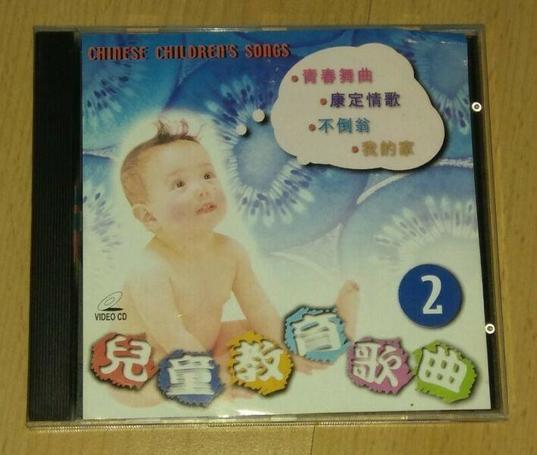 CHINESE CHILDREN'S SONGS
青春舞曲
康定情歌
不倒翁
我的家
2
VIDEO CD
兒童教育歌曲